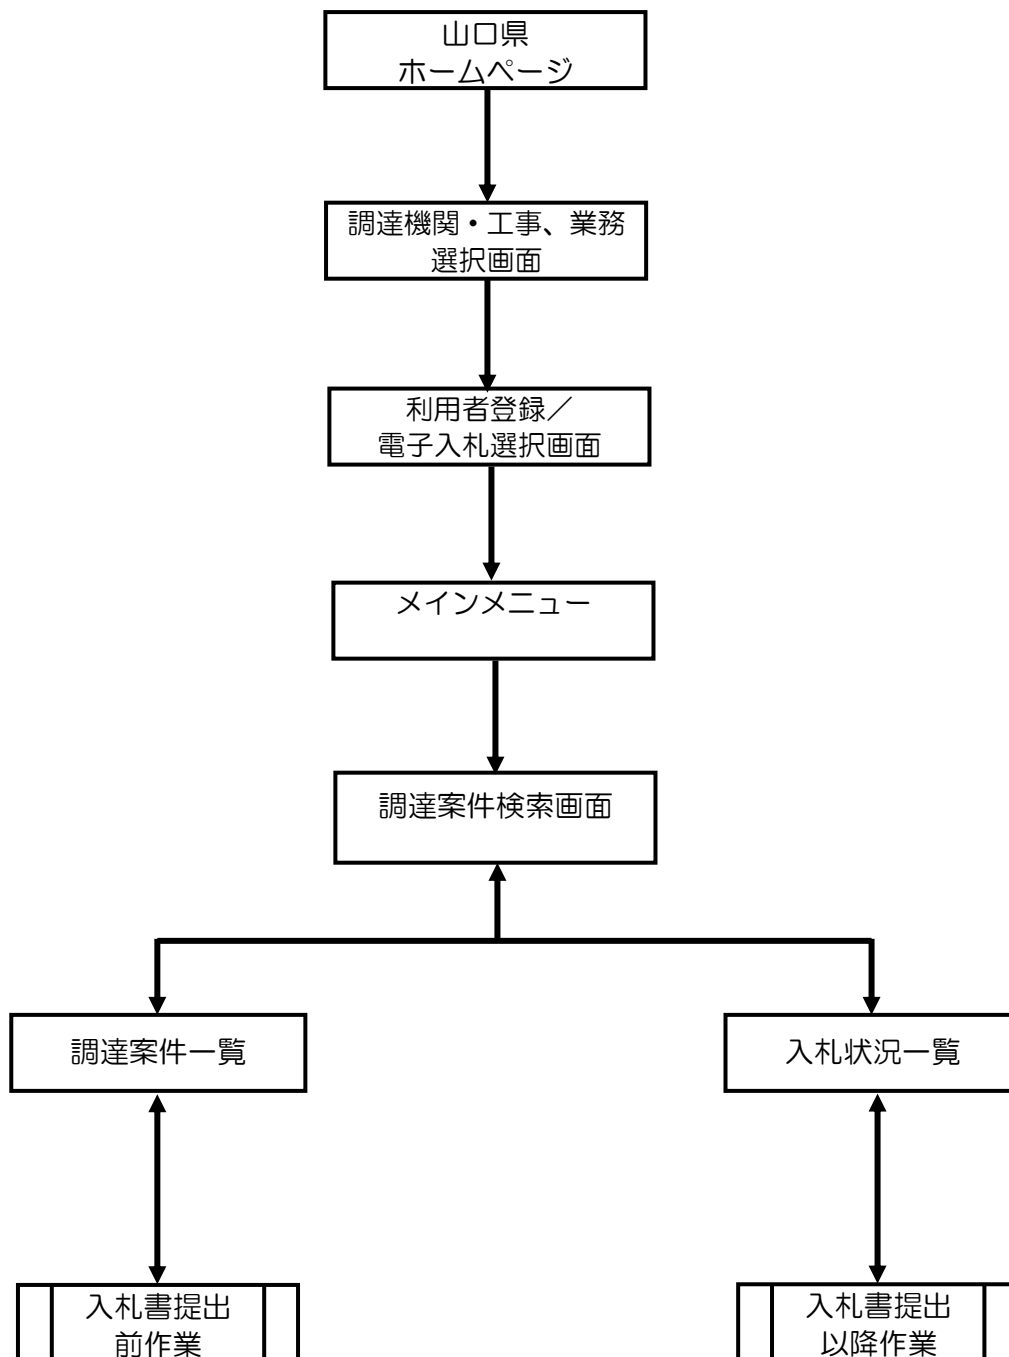 山口県
ホームページ
調達機関・工事、業務
選択画面
利用者登録／
電子入札選択画面
メインメニュー
調達案件検索画面
調達案件一覧
入札状況一覧
入札書提出
前作業
入札書提出
以降作業